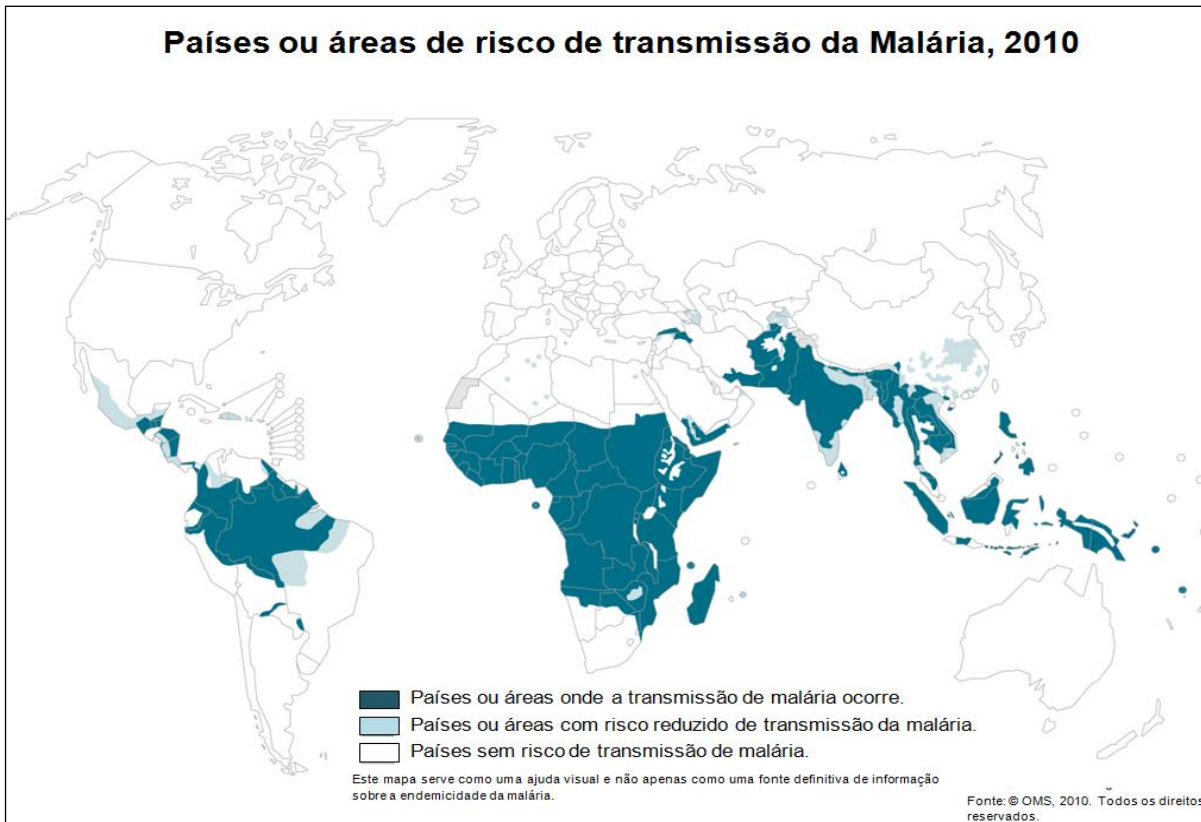 Países ou áreas de risco de transmissão da Malária, 2010
Países ou áreas onde a transmissão de malária ocorre.
Países ou áreas com risco reduzido de transmissão da malária.
Países sem risco de transmissão de malária.
Este mapa serve como uma ajuda visual e não apenas como uma fonte definitiva de informação
sobre a endemicidade da malária.
Fonte: © OMS, 2010. Todos os direitos
reservados.